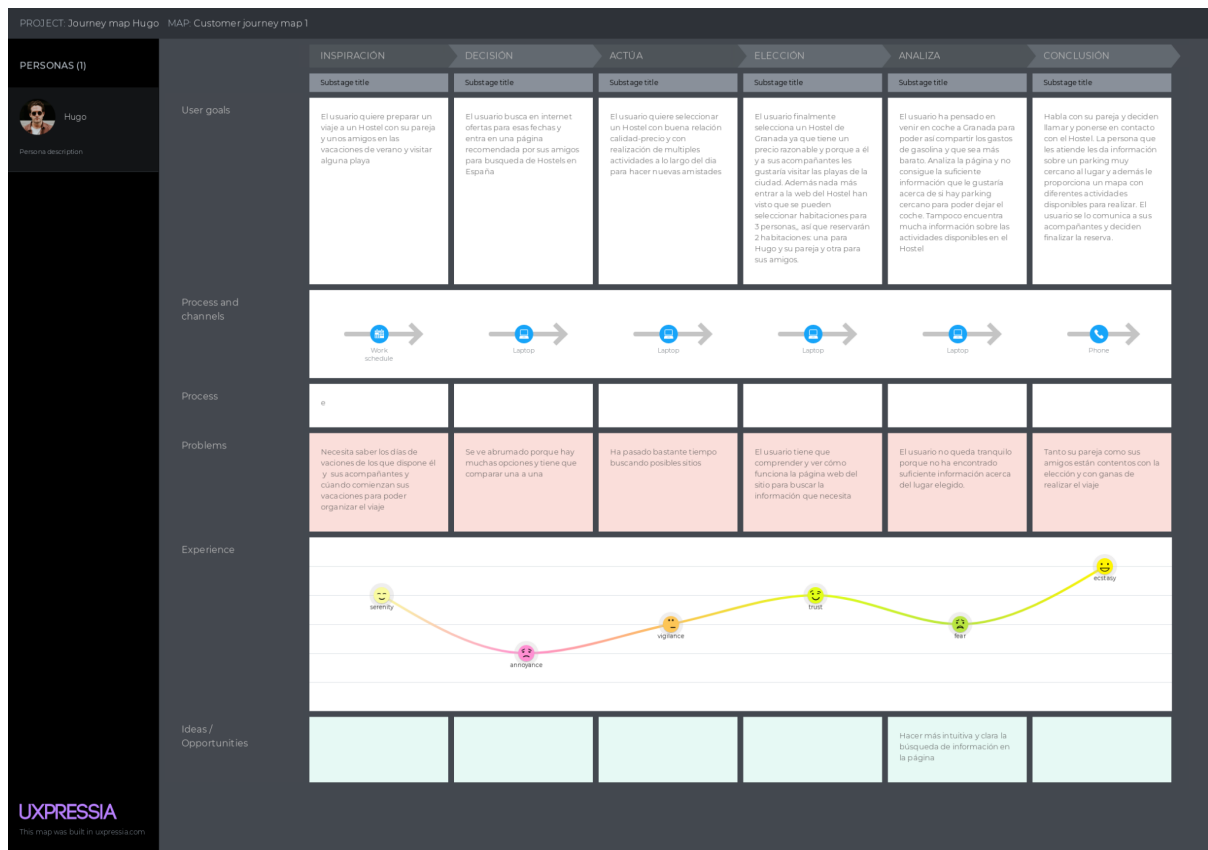 PROJECT: Journey map Hugo MAP: Customer journey map 1
PERSONAS (1)
Hugo
Persona description
INSPIRACIÓN
DECISIÓN
ACTÚA
ELECCIÓN
ANALIZA
CONCLUSIÓN
Substage title
Substage title
Substage title
Substage title
Substage title
Substage title
User goals
El usuario quiere preparar un
viaje a un Hostel con su pareja
y unos amigos en las
vacaciones de verano y visitar
alguna playa
El usuario busca en internet
ofertas para esas fechas y
entra en una página
recomendada por sus amigos
para busqueda de Hostels en
España
El usuario quiere seleccionar
un Hostel con buena relación
calidad-precio y con
realización de multiples
actividades a lo largo del dia
para hacer nuevas amistades
El usuario finalmente
selecciona un Hostel de
Granada ya que tiene un
precio razonable y porque a él
y a sus acompañantes les
gustaría visitar las playas de la
ciudad. Además nada más
entrar a la web del Hostel han
visto que se pueden
seleccionar habitaciones para
3 personas,, así que reservarán
2 habitaciones: una para
Hugo y su pareja y otra para
sus amigos.
El usuario ha pensado en
venir en coche a Granada para
poder así compartir los gastos
de gasolina y que sea más
barato. Analiza la página y no
consigue la suficiente
información que le gustaría
acerca de si hay parking
cercano para poder dejar el
coche. Tampoco encuentra
mucha información sobre las
actividades disponibles en el
Hostel
Habla con su pareja y deciden
llamar y ponerse en contacto
con el Hostel. La persona que
les atiende les da información
sobre un parking muy
cercano al lugar y además le
proporciona un mapa con
diferentes actividades
disponibles para realizar. El
usuario se lo comunica a sus
acompañantes y deciden
finalizar la reserva.
Process and
channels
Work
schedule
Laptop
Laptop
Laptop
Laptop
Phone
Process
e
Problems
Necesita saber los días de
vaciones de los que dispone él
y sus acompañantes y
cúando comienzan sus
vacaciones para poder
organizar el viaje
Se ve abrumado porque hay
muchas opciones y tiene que
comparar una a una
Ha pasado bastante tiempo
buscando posibles sitios
El usuario tiene que
comprender y ver cómo
funciona la página web del
sitio para buscar la
información que necesita
El usuario no queda tranquilo
porque no ha encontrado
suficiente información acerca
del lugar elegido.
Tanto su pareja como sus
amigos están contentos con la
elección y con ganas de
realizar el viaje
Experience
serenity
annoyance
vigilance
trust
fear
ecstasy
Ideas /
Opportunities
Hacer más intuitiva y clara la
búsqueda de información en
la página
UXPRESSIA
This map was built in uxpressia.com